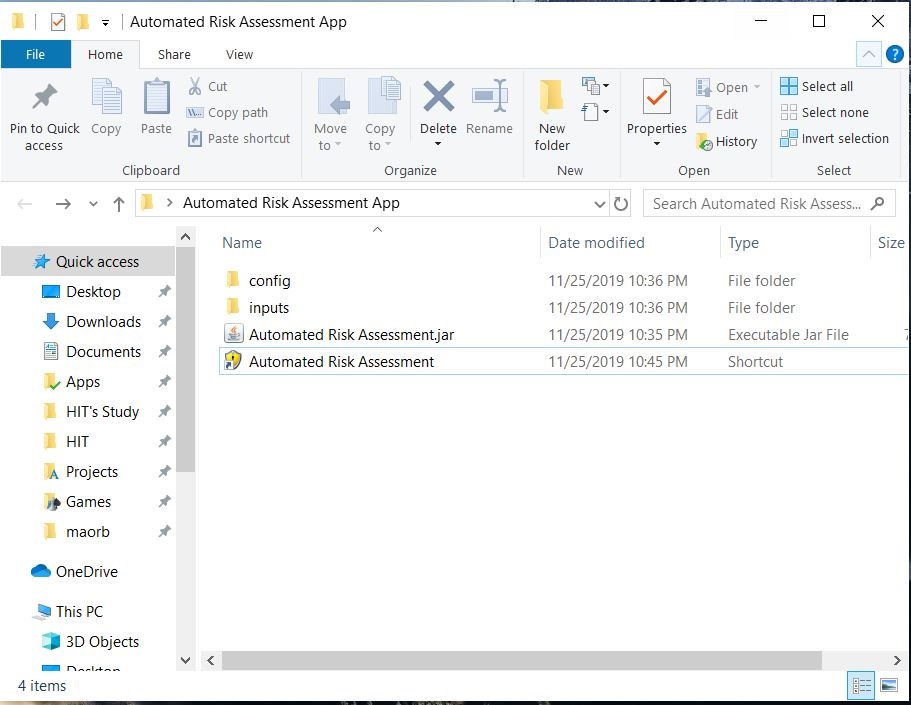 Automated Risk Assessment App
File Home Share View
Pin to Quick access
Copy
Paste
Cut
Copy path
Paste shortcut
Clipboard
Move to
Copy to
Delete
Rename
Organize
New folder
New
Properties
Open
Edit
History
Open
Select all
Select none
Invert selection
Select
Automated Risk Assessment App
Search Automated Risk Assess...
Name Date modified Type Size
config 11/25/2019 10:36 PM File folder
inputs 11/25/2019 10:36 PM File folder
Automated Risk Assessment.jar 11/25/2019 10:35 PM Executable Jar File
Automated Risk Assessment 11/25/2019 10:45 PM Shortcut
Quick access
Desktop
Downloads
Documents
Apps
HIT's Study
HIT
Projects
Games
maorb
OneDrive
This PC
3D Objects
Desktop
4 items